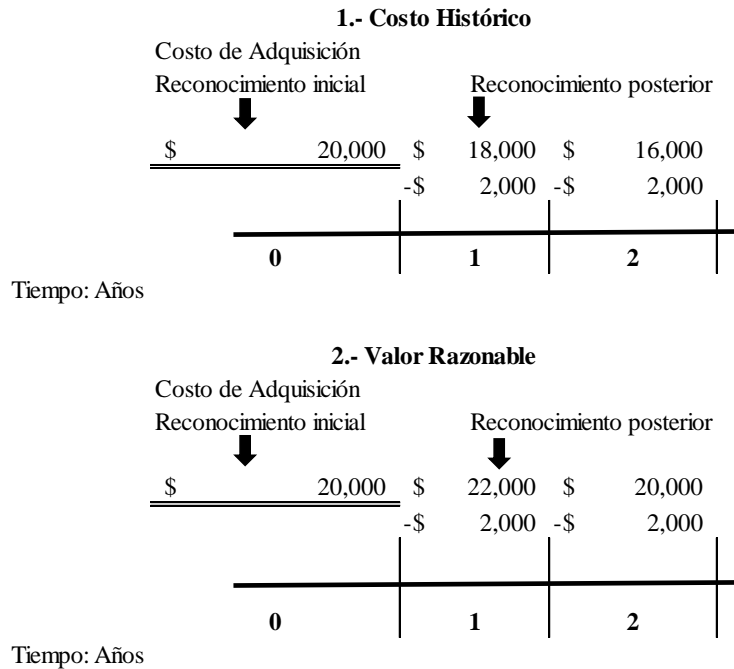 1.- Costo Histórico
Costo de Adquisición
Reconocimiento inicial Reconocimiento posterior
$ 20,000 $ 18,000 $ 16,000
-$ 2,000 -$ 2,000
0 1 2
Tiempo: Años
2.- Valor Razonable
Costo de Adquisición
Reconocimiento inicial Reconocimiento posterior
$ 20,000 $ 22,000 $ 20,000
-$ 2,000 -$ 2,000
0 1 2
Tiempo: Años